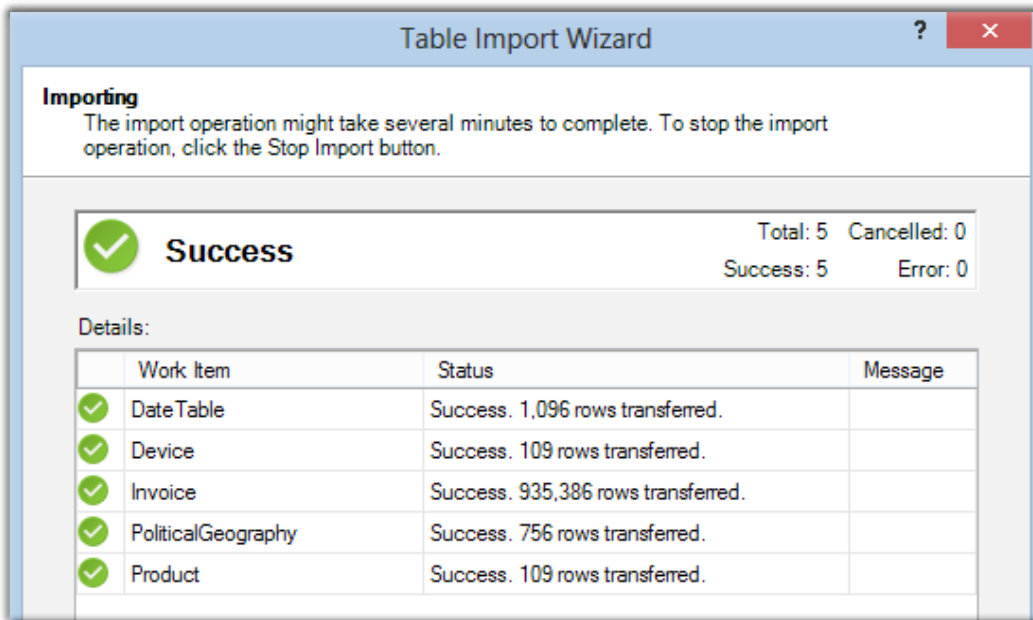 Table Import Wizard
?
Importing
The import operation might take several minutes to complete. To stop the import
operation, click the Stop Import button.
Success
Total: 5 Cancelled: 0
Success: 5 Error: 0
Details:
Work Item Status Message
DateTable Success. 1,096 rows transferred.
Device Success. 109 rows transferred.
Invoice Success. 935,386 rows transferred.
PoliticalGeography Success. 756 rows transferred.
Product Success. 109 rows transferred.